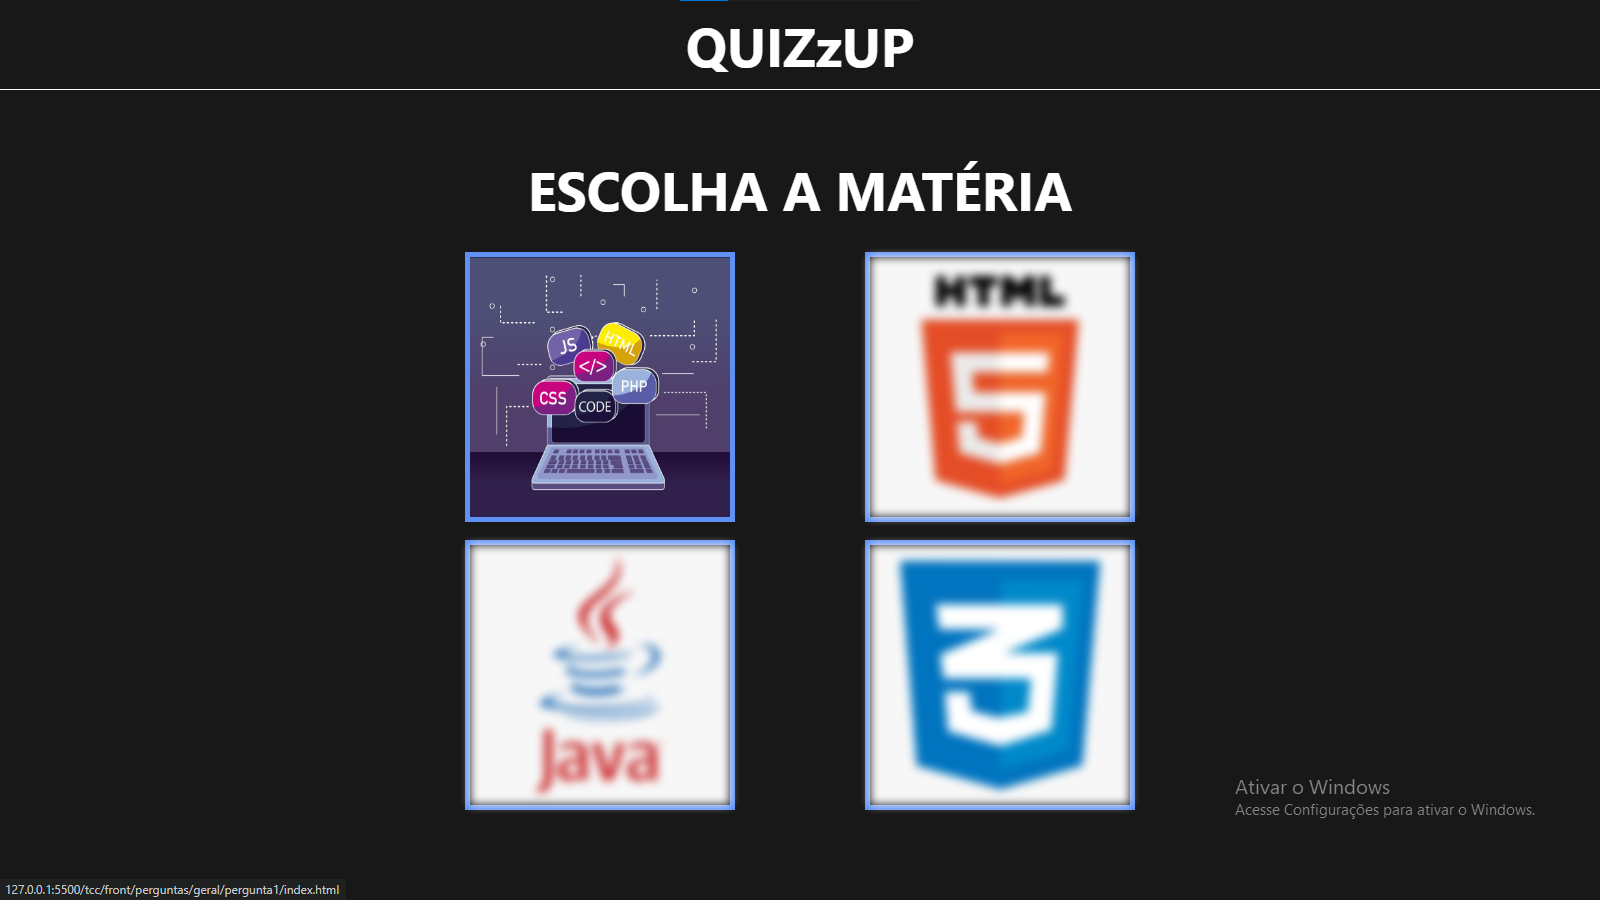 QUIZzUP
ESCOLHA A MATÉRIA
JS
HTML
</>
PHP
CSS
CODE
HTML
5
Java
3
Ativar o Windows
Acesse Configurações para ativar o Windows.
127.0.0.1:5500/tcc/front/perguntas/geral/pergunta1/index.html